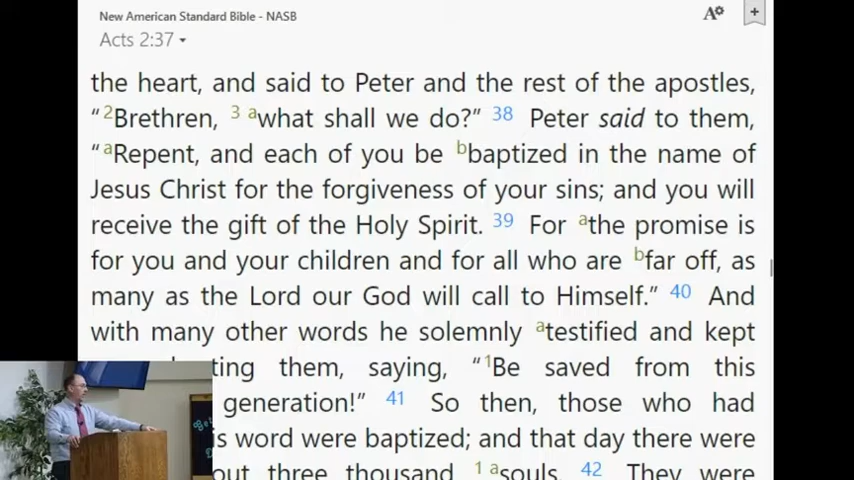 New American Standard Bible - NASB
Acts 2:37
the heart, and said to Peter and the rest of the apostles,
“2Brethren, 3 awhat shall we do?” 38 Peter said to them,
“aRepent, and each of you be bbaptized in the name of
Jesus Christ for the forgiveness of your sins; and you will
receive the gift of the Holy Spirit. 39 For athe promise is
for you and your children and for all who are bfar off, as
many as the Lord our God will call to Himself.” 40 And
with many other words he solemnly atestified and kept
ting them, saying, “1Be saved from this
generation!” 41 So then, those who had
s word were baptized; and that day there were
out three thousand 1 asouls. 42 They were